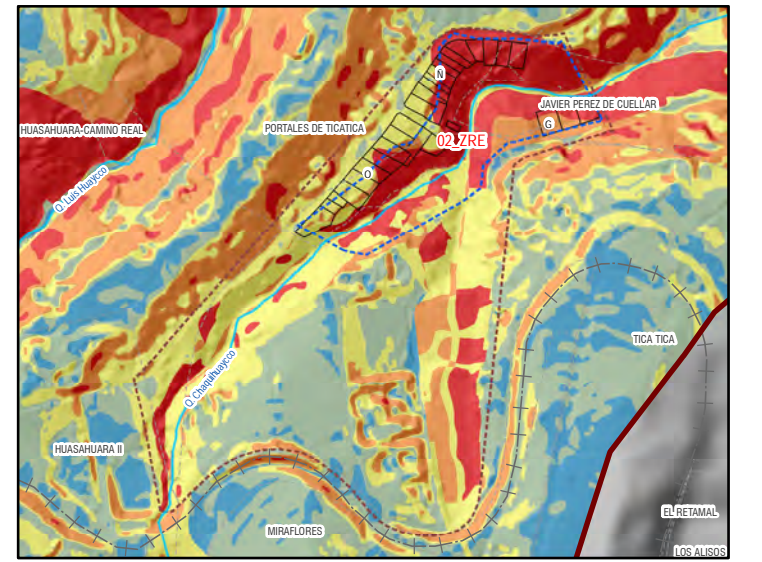 Ñ
JAVIER PEREZ DE CUELLAR
HUASAHUARA-CAMINO REAL
PORTALES DE TICATICA
G
02_ZRE
Q. Luis Huaycco
O
TICA TICA
Q. Chaquihuaycco
HUASAHUARA II
EL RETAMAL
MIRAFLORES
LOS ALISOS